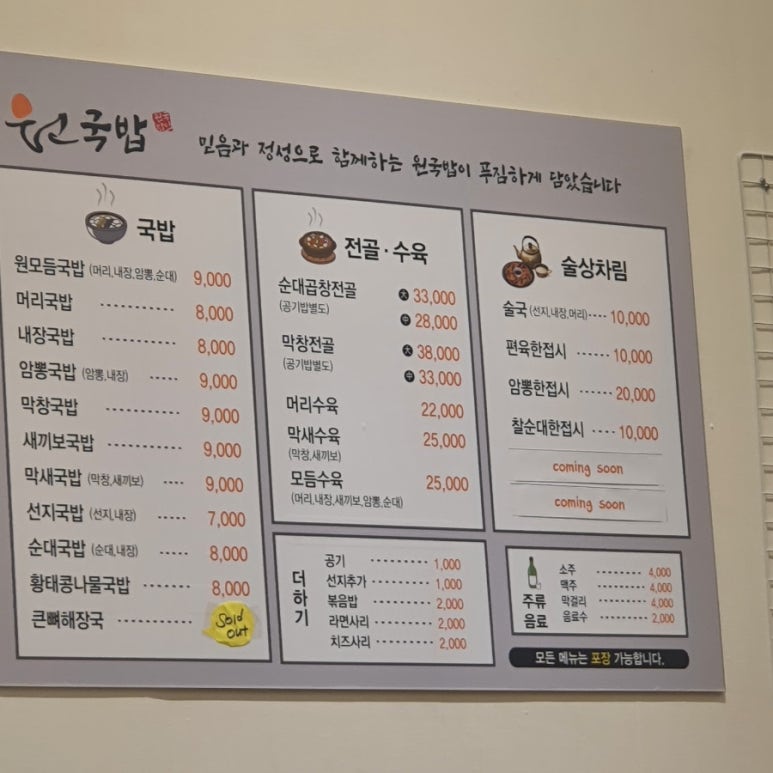 원국밥
믿음과 정성으로 함께하는 원국밥이 푸짐하게 담았습니다
국밥
원모듬국밥 (머리,내장,암뽕,순대) 9,000
머리국밥 ---------- 8,000
내장국밥 ---------- 8,000
암뽕국밥 (암뽕,내장) ----- 9,000
막창국밥 ---------- 9,000
새끼보국밥 ---------- 9,000
막새국밥 (막창,새끼보) ----- 9,000
선지국밥 (선지,내장) ----- 7,000
순대국밥 (순대,내장) ----- 8,000
황태콩나물국밥 -------- 8,000
큰뼈해장국 ------------- Sold out
전골·수육
순대곱창전골 大 33,000
(공기밥별도) 中 28,000
막창전골 大 38,000
(공기밥별도) 中 33,000
머리수육 22,000
막새수육 25,000
(막창,새끼보)
모듬수육 25,000
(머리,내장,새끼보,암뽕,순대)
술상차림
술국 (선지,내장,머리)---- 10,000
편육한접시 ------ 10,000
암뽕한접시 ------ 20,000
찰순대한접시 ---- 10,000
coming soon
coming soon
더하기
공기 --------- 1,000
선지추가 --------- 1,000
볶음밥 --------- 2,000
라면사리 --------- 2,000
치즈사리 --------- 2,000
주류
음료
소주 --------- 4,000
맥주 --------- 4,000
막걸리 --------- 4,000
음료수 --------- 2,000
모든 메뉴는 포장 가능합니다.